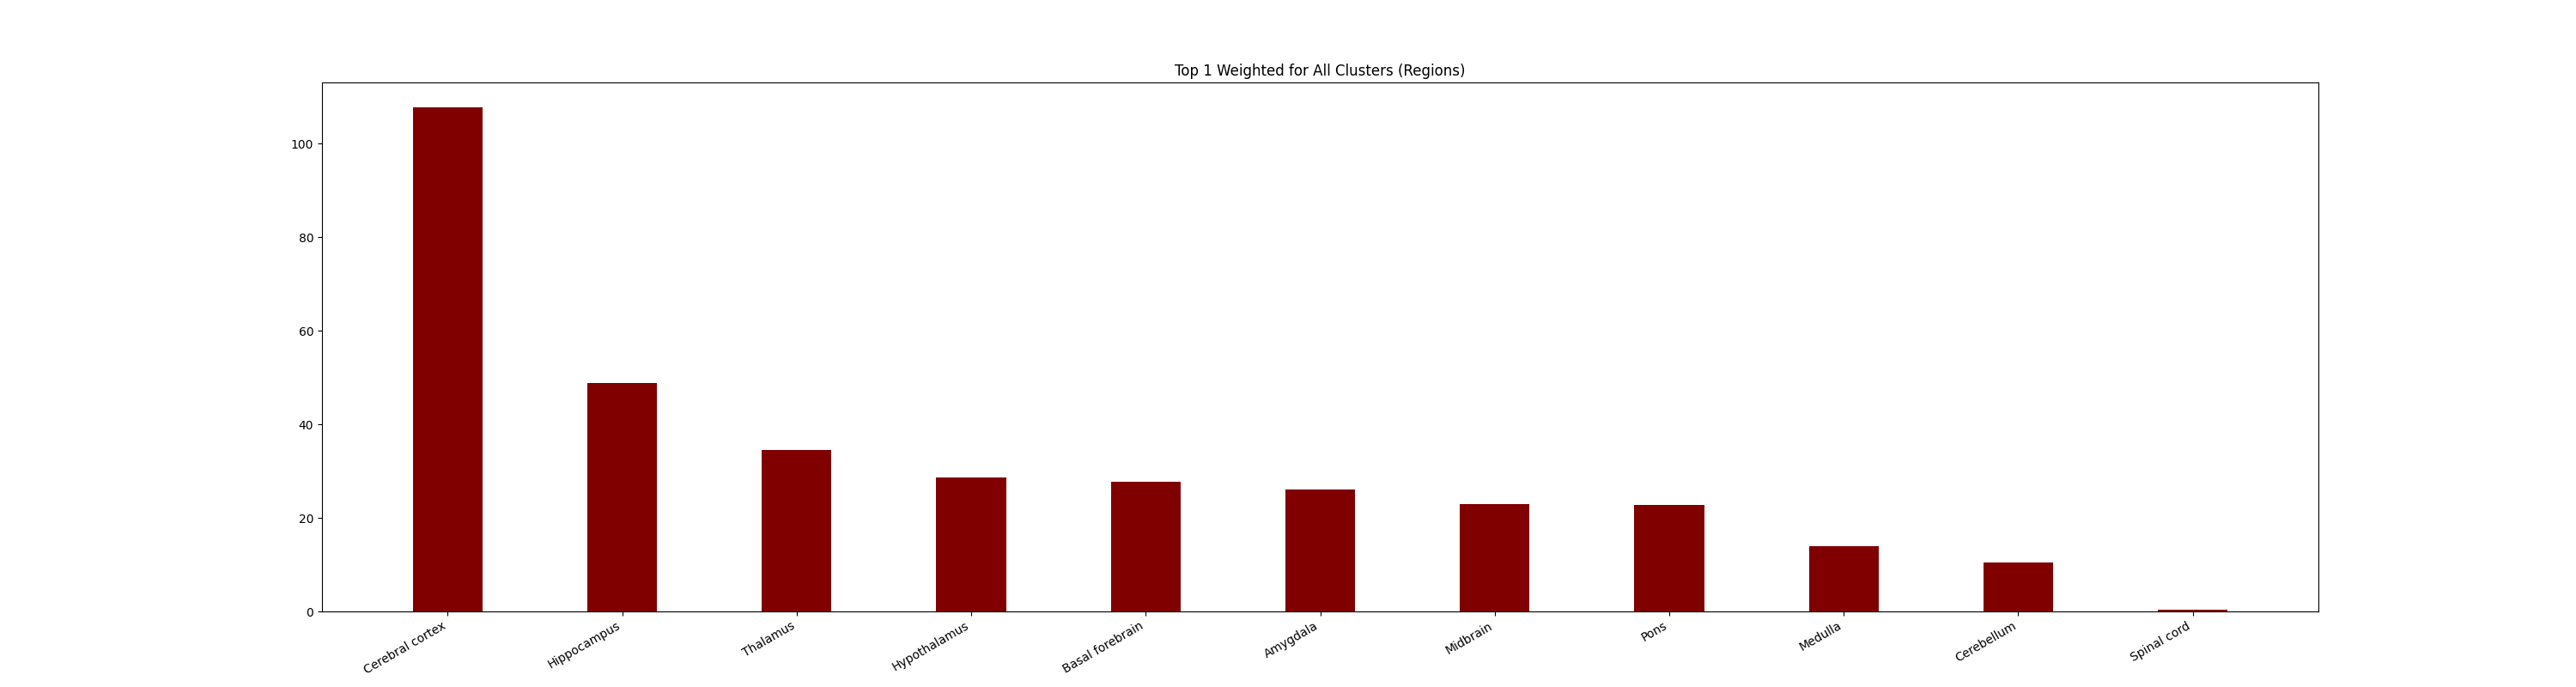 Top 1 Weighted for All Clusters (Regions)
100
80
60
40
20
0
Cerebral cortex
Hippocampus
Thalamus
Hypothalamus
Basal forebrain
Amygdala
Midbrain
Pons
Medulla
Cerebellum
Spinal cord